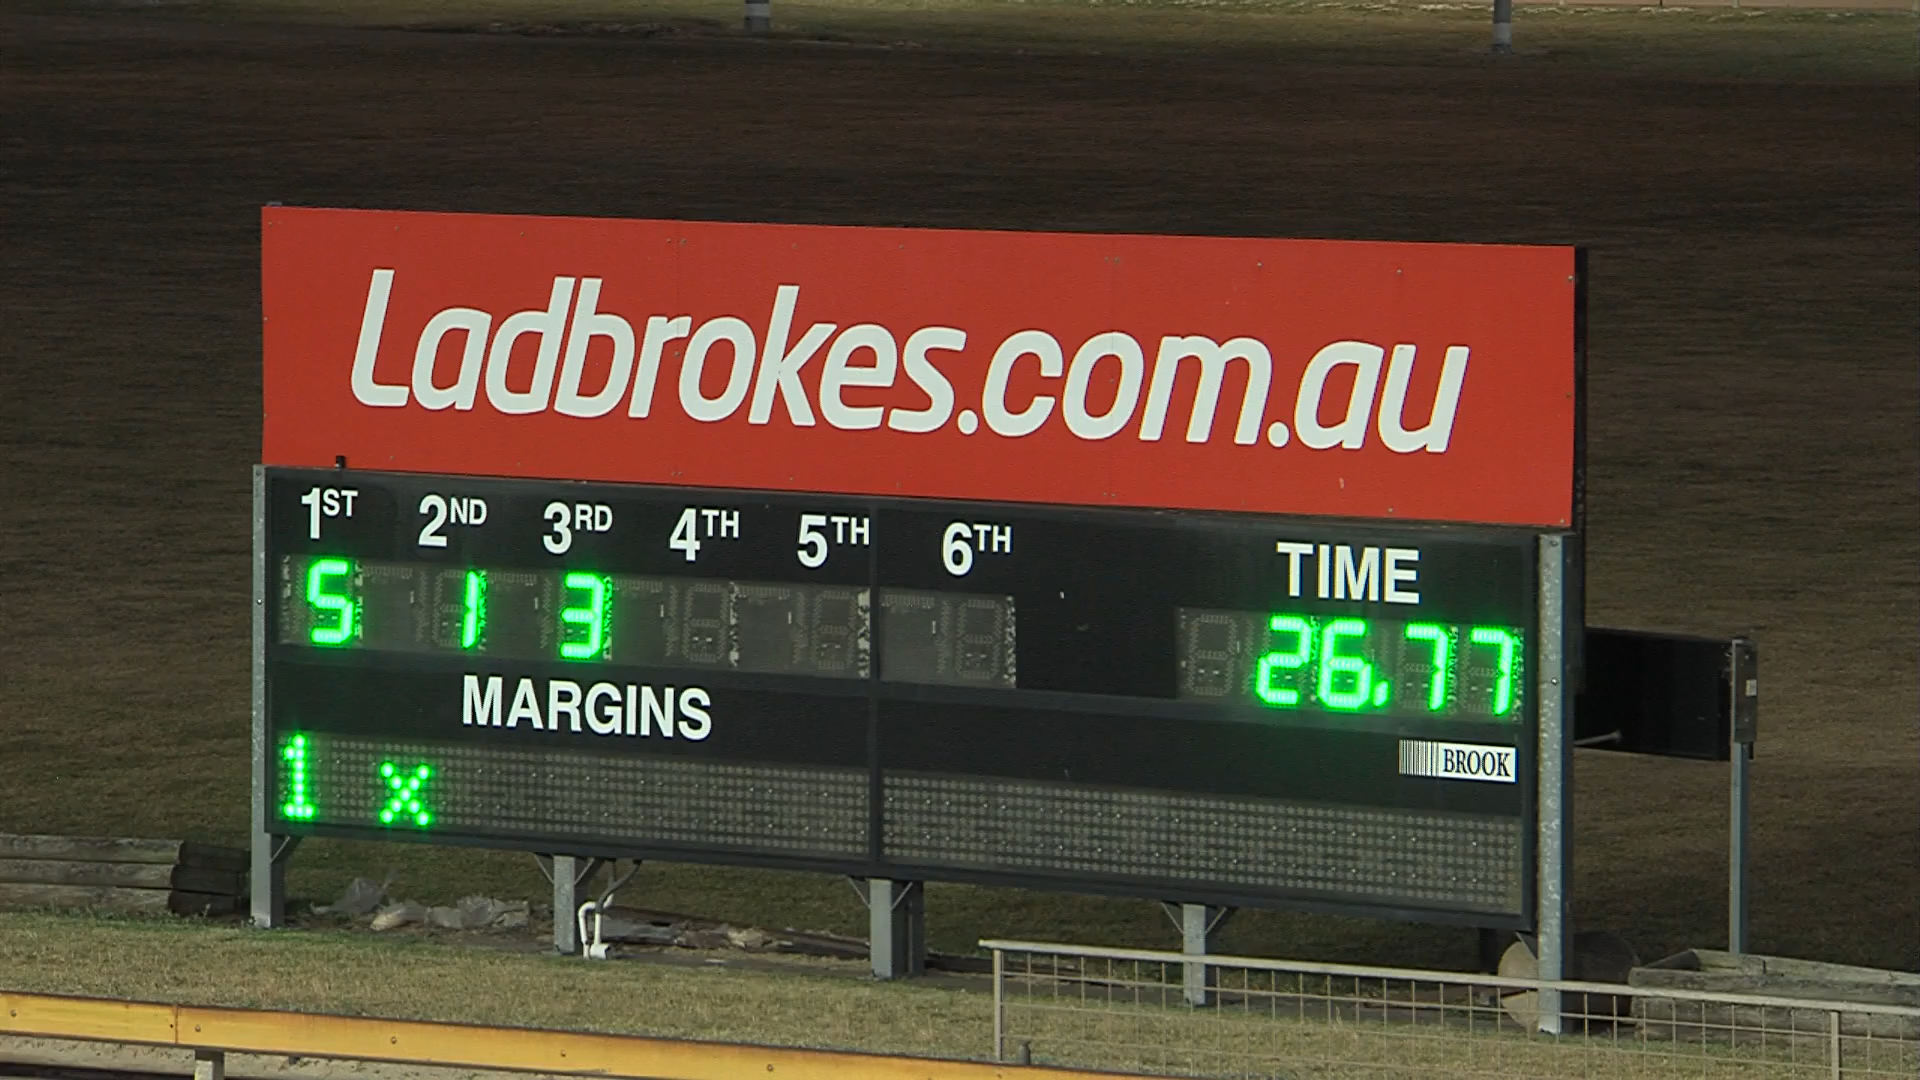 Ladbrokes.com.au
1ST 2ND 3RD 4TH 5TH 6TH TIME
5 1 3 26.77
MARGINS
BROOK
1 x